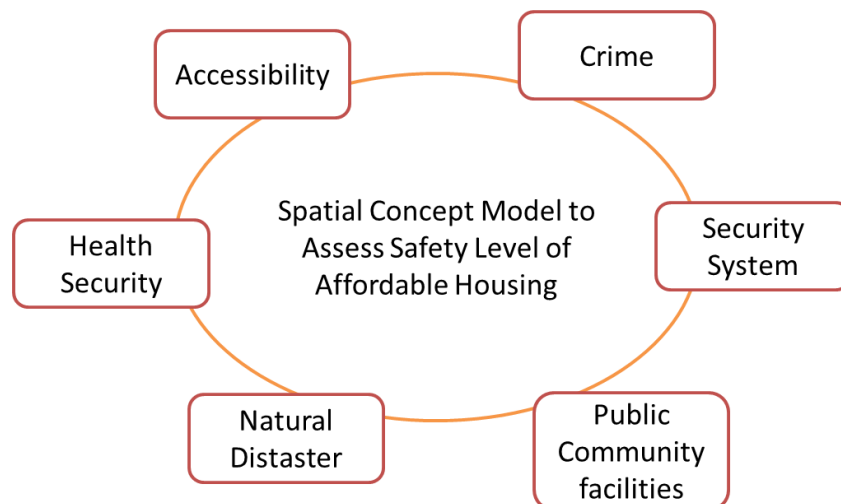 Accessibility
Crime
Spatial Concept Model to
Assess Safety Level of
Affordable Housing
Health
Security
Security
System
Natural
Distaster
Public
Community
facilities